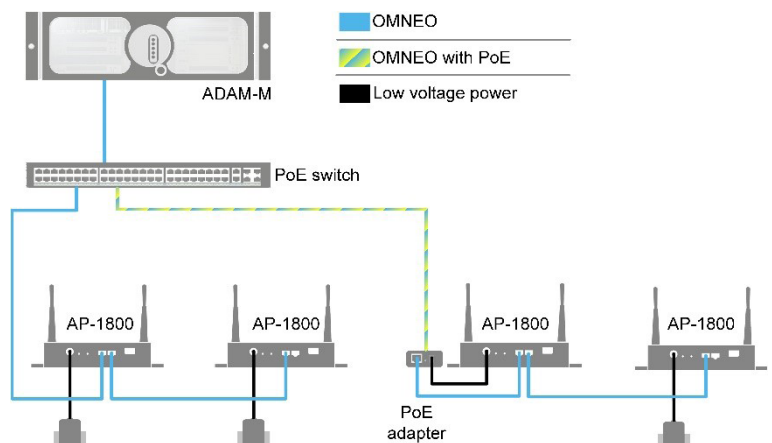 OMNEO
OMNEO with PoE
Low voltage power
ADAM-M
PoE switch
AP-1800
AP-1800
AP-1800
AP-1800
PoE
adapter